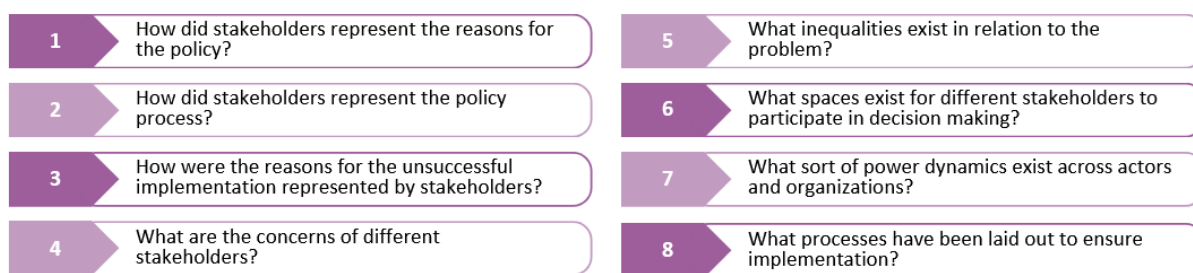 1
How did stakeholders represent the reasons for
the policy?
2
How did stakeholders represent the policy
process?
3
How were the reasons for the unsuccessful
implementation represented by stakeholders?
4
What are the concerns of different
stakeholders?
5
What inequalities exist in relation to the
problem?
6
What spaces exist for different stakeholders to
participate in decision making?
7
What sort of power dynamics exist across actors
and organizations?
8
What processes have been laid out to ensure
implementation?